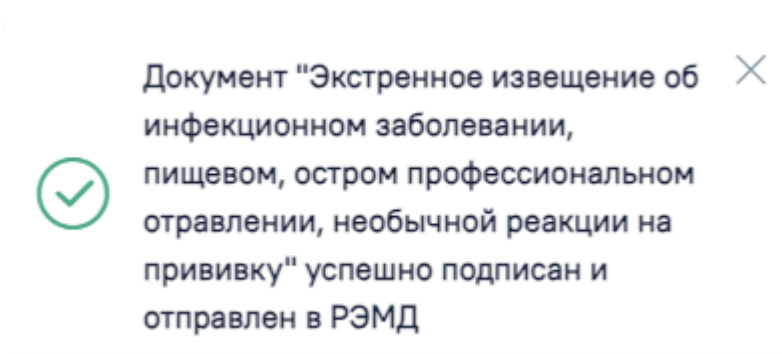 Документ "Экстренное извещение об
инфекционном заболевании,
пищевом, остром профессиональном
отравлении, необычной реакции на
прививку" успешно подписан и
отправлен в РЭМД